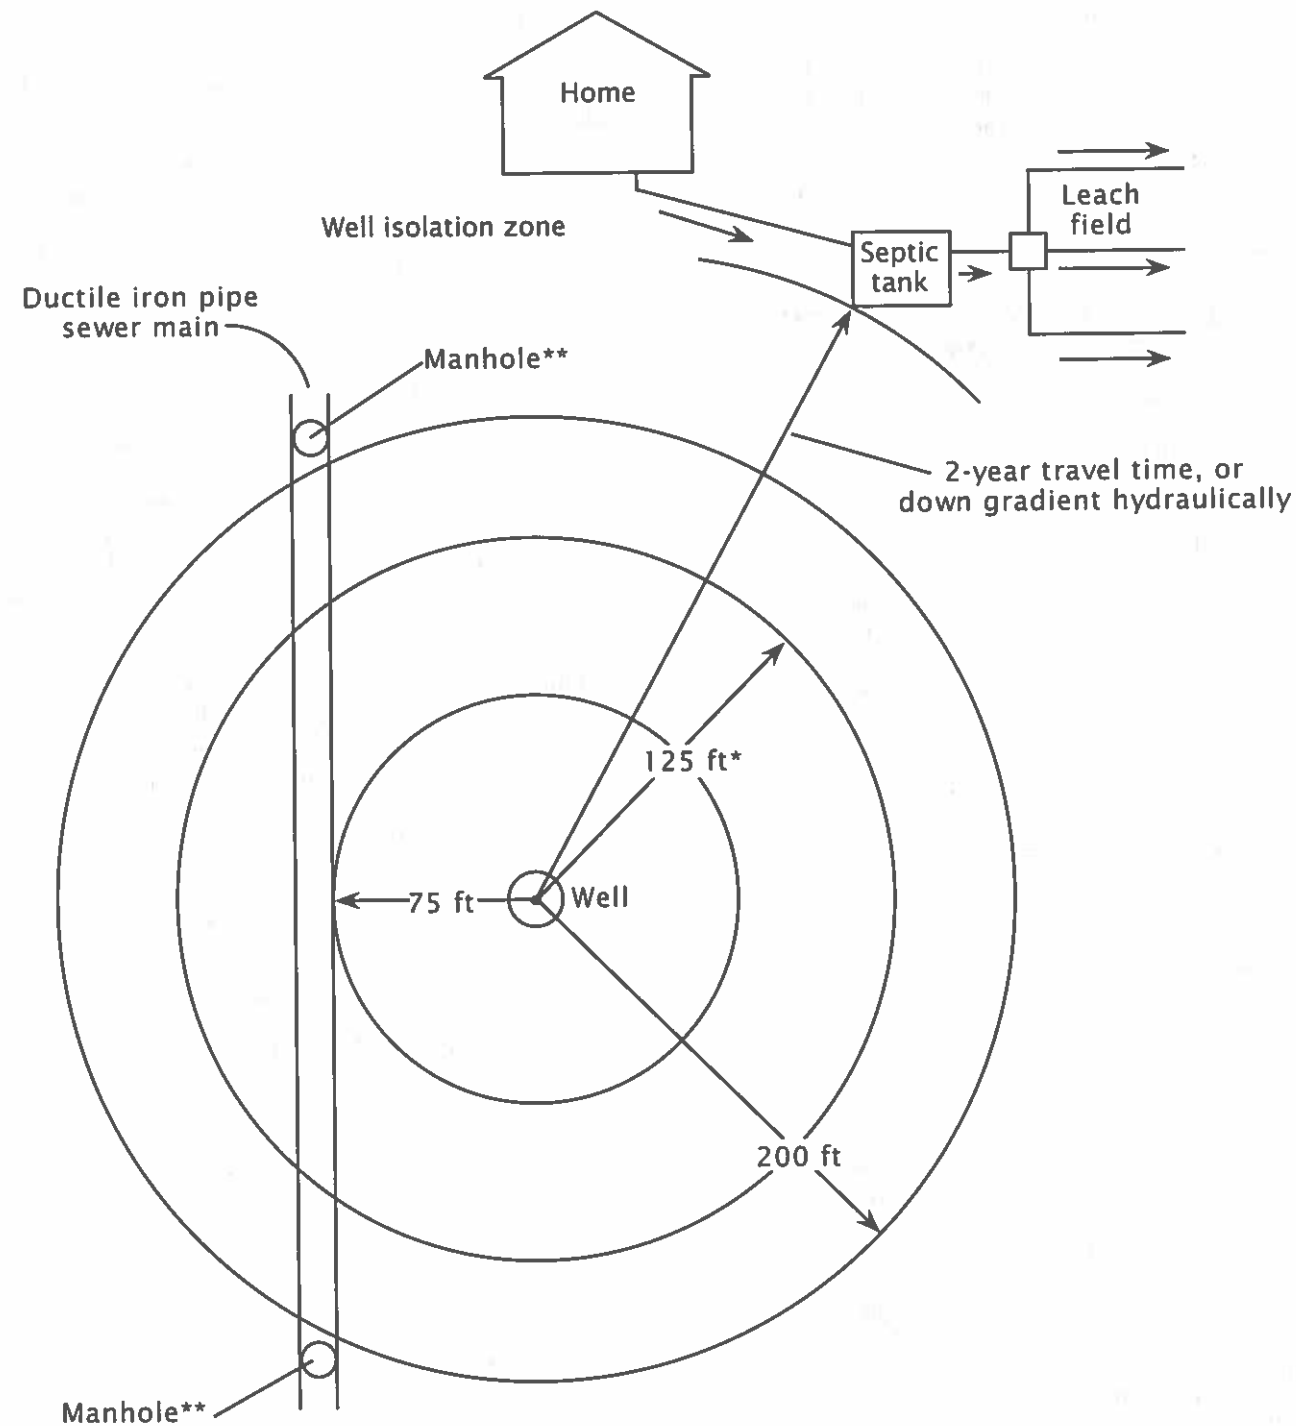 Home
Leach
field
Well isolation zone
Septic
tank
Ductile iron pipe
sewer main
Manhole**
2-year travel time, or
down gradient hydraulically
125 ft*
75 ft
Well
200 ft
Manhole**